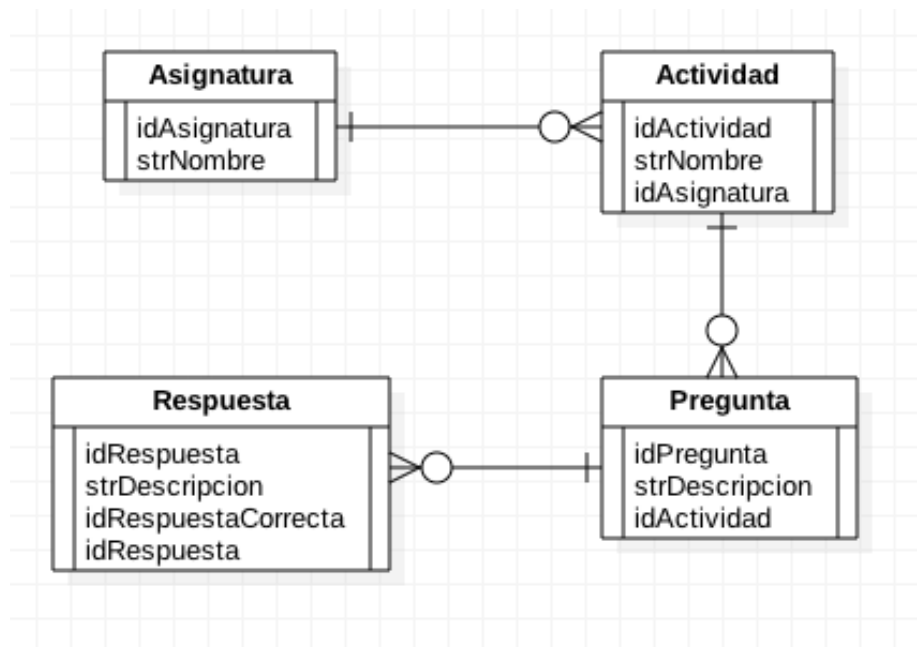 Asignatura
idAsignatura
strNombre
Actividad
idActividad
strNombre
idAsignatura
Respuesta
idRespuesta
strDescripcion
idRespuestaCorrecta
idRespuesta
Pregunta
idPregunta
strDescripcion
idActividad